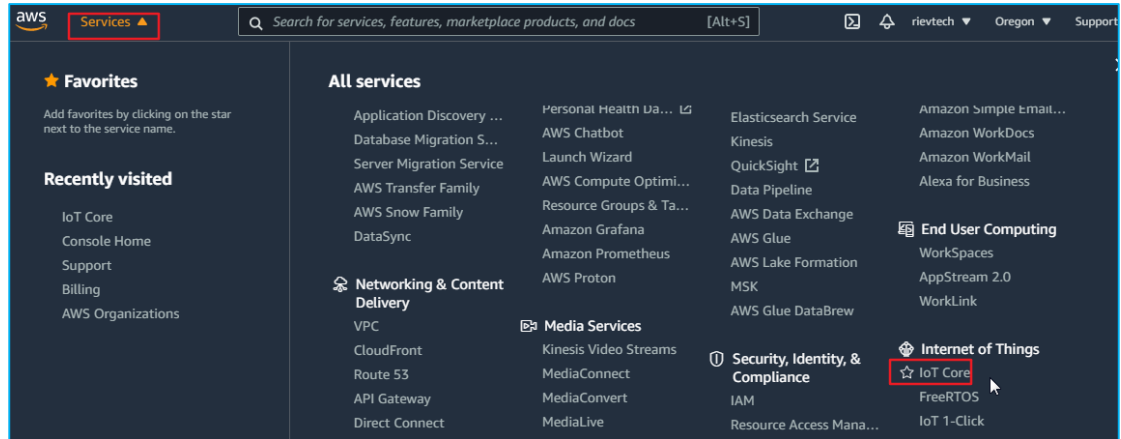 aws
Services ▲
Search for services, features, marketplace products, and docs
[Alt+S]
rievtech ▼
Oregon ▼
Support
Favorites
Add favorites by clicking on the star
next to the service name.
Recently visited
IoT Core
Console Home
Support
Billing
AWS Organizations
All services
Application Discovery ...
Database Migration S...
Server Migration Service
AWS Transfer Family
AWS Snow Family
DataSync
Networking & Content
Delivery
VPC
CloudFront
Route 53
API Gateway
Direct Connect
Personal Health Da...
AWS Chatbot
Launch Wizard
AWS Compute Optimi...
Resource Groups & Ta...
Amazon Grafana
Amazon Prometheus
AWS Proton
Media Services
Kinesis Video Streams
MediaConnect
MediaConvert
MediaLive
Elasticsearch Service
Kinesis
QuickSight
Data Pipeline
AWS Data Exchange
AWS Glue
AWS Lake Formation
MSK
AWS Glue DataBrew
Security, Identity, &
Compliance
IAM
Resource Access Mana...
Amazon Simple Email...
Amazon WorkDocs
Amazon WorkMail
Alexa for Business
End User Computing
WorkSpaces
AppStream 2.0
WorkLink
Internet of Things
IoT Core
FreeRTOS
IoT 1-Click